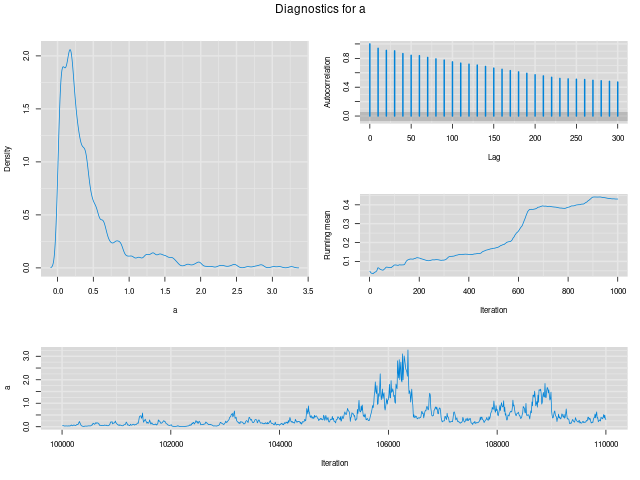 Diagnostics for a
Density
0.0 0.5 1.0 1.5 2.0
0.0 0.5 1.0 1.5 2.0 2.5 3.0 3.5
a
Autocorrelation
0.0 0.4 0.8
0 50 100 150 200 250 300
Lag
Running mean
0.1 0.2 0.3 0.4
0 200 400 600 800 1000
Iteration
a
0.0 1.0 2.0 3.0
100000 102000 104000 106000 108000 110000
Iteration